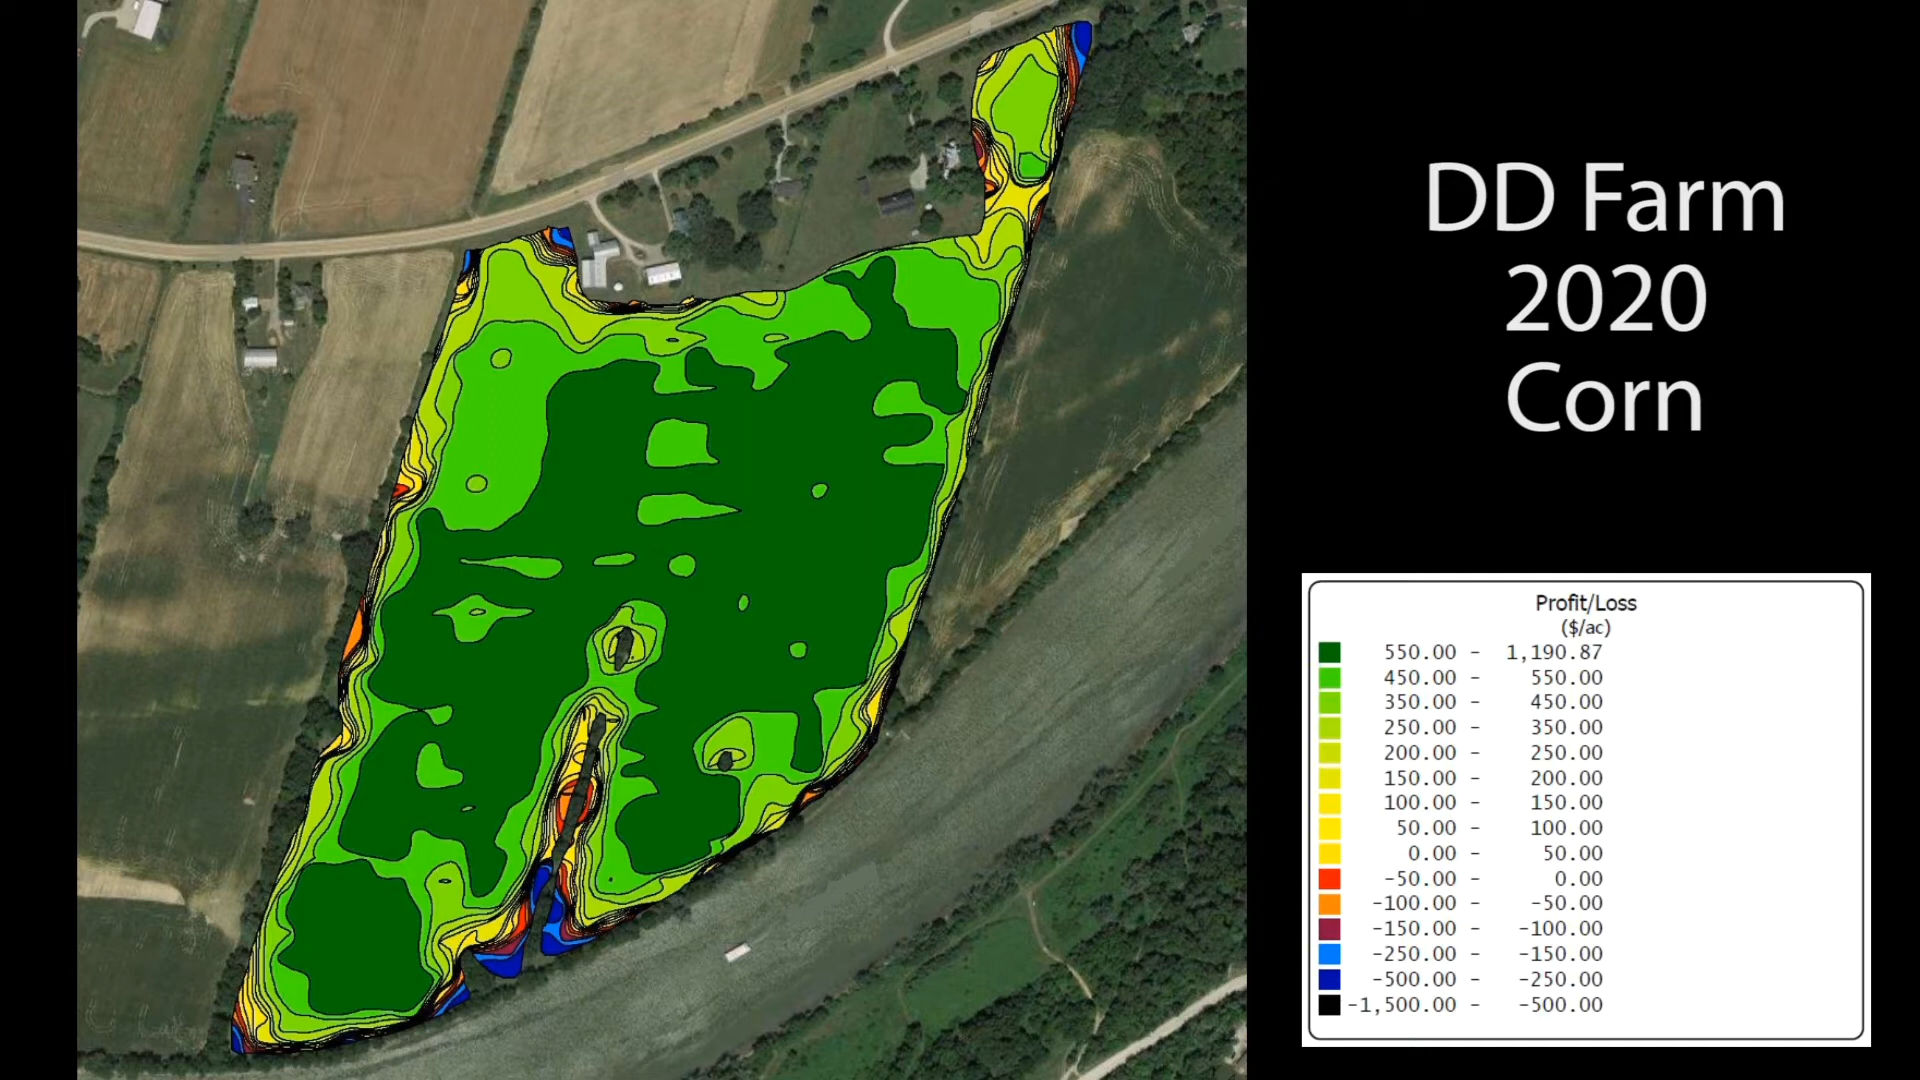 DD Farm
2020
Corn
Profit/Loss
($/ac)
550.00 - 1,190.87
450.00 - 550.00
350.00 - 450.00
250.00 - 350.00
200.00 - 250.00
150.00 - 200.00
100.00 - 150.00
50.00 - 100.00
0.00 - 50.00
-50.00 - 0.00
-100.00 - -50.00
-150.00 - -100.00
-250.00 - -150.00
-500.00 - -250.00
-1,500.00 - -500.00